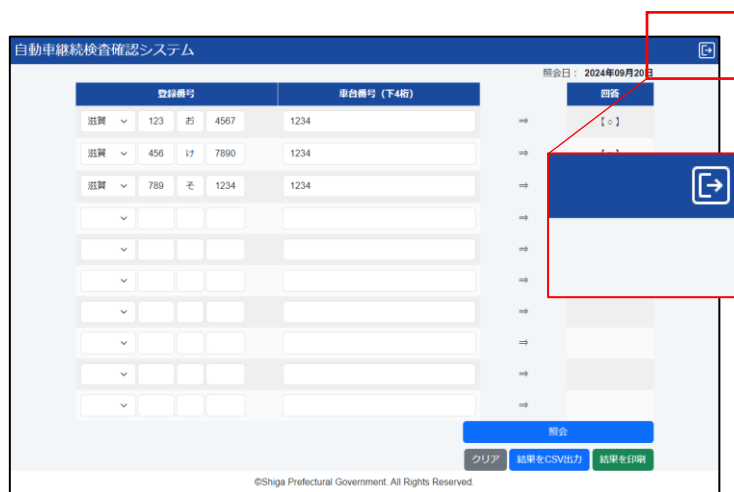 自動車継続検査確認システム
照会日： 2024年09月20日
登録番号 車台番号（下4桁） 回答
滋賀 123 お 4567 1234 ⇒ 【○】
滋賀 456 け 7890 1234 ⇒
滋賀 789 そ 1234 1234 ⇒
⇒
⇒
⇒
⇒
⇒
⇒
⇒
照会
クリア 結果をCSV出力 結果を印刷
©Shiga Prefectural Government. All Rights Reserved.